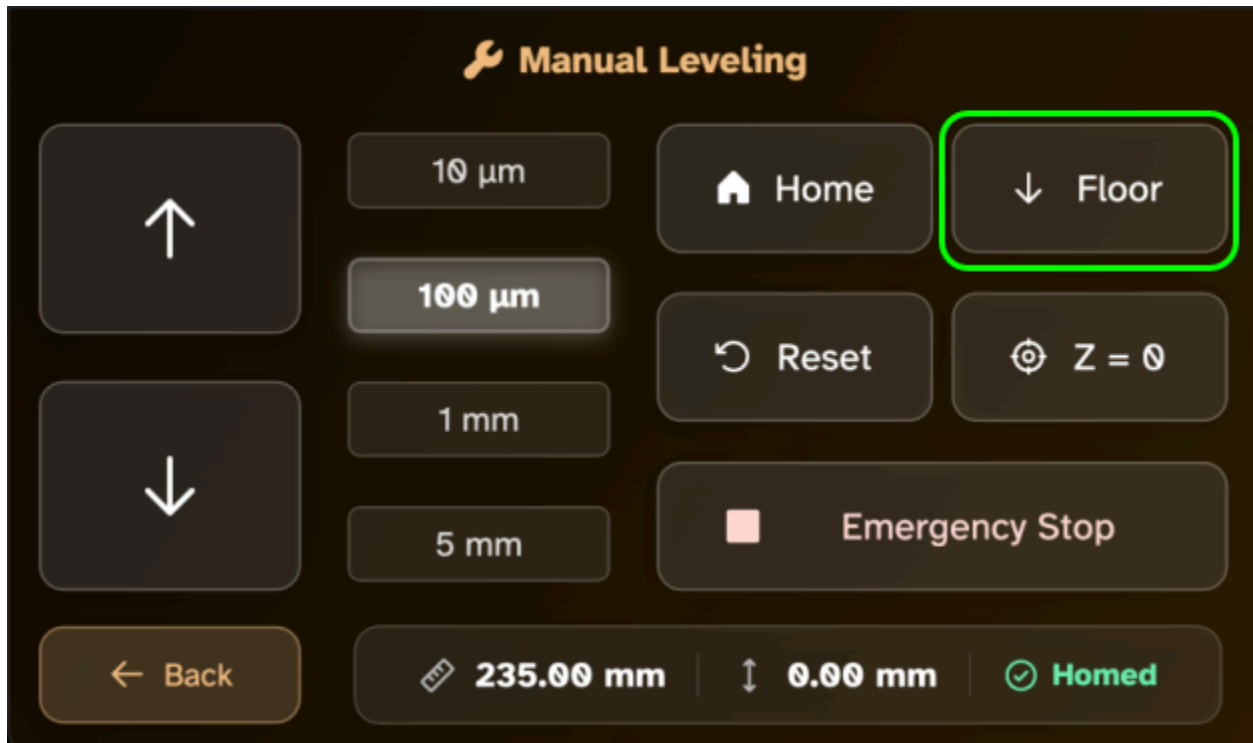 Manual Leveling
10 µm
100 µm
1 mm
5 mm
Home
Floor
Reset
Z = 0
Emergency Stop
Back
235.00 mm
0.00 mm
Homed